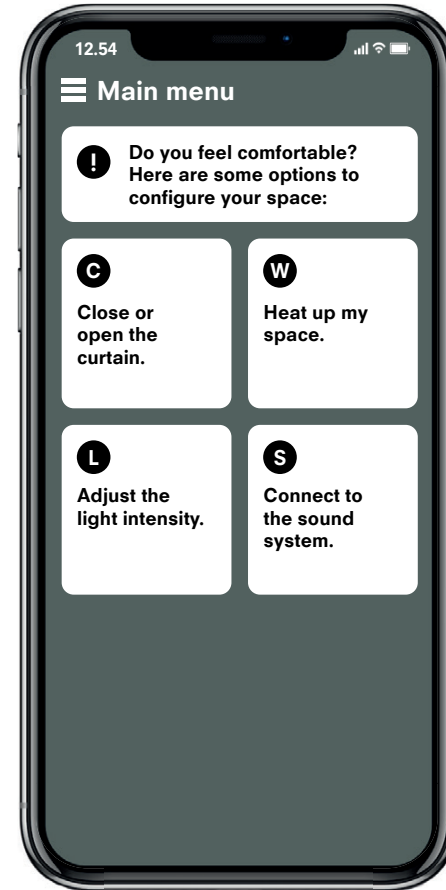 12.54
Main menu
!
Do you feel comfortable?
Here are some options to
configure your space:
C
Close or
open the
curtain.
W
Heat up my
space.
L
Adjust the
light intensity.
S
Connect to
the sound
system.